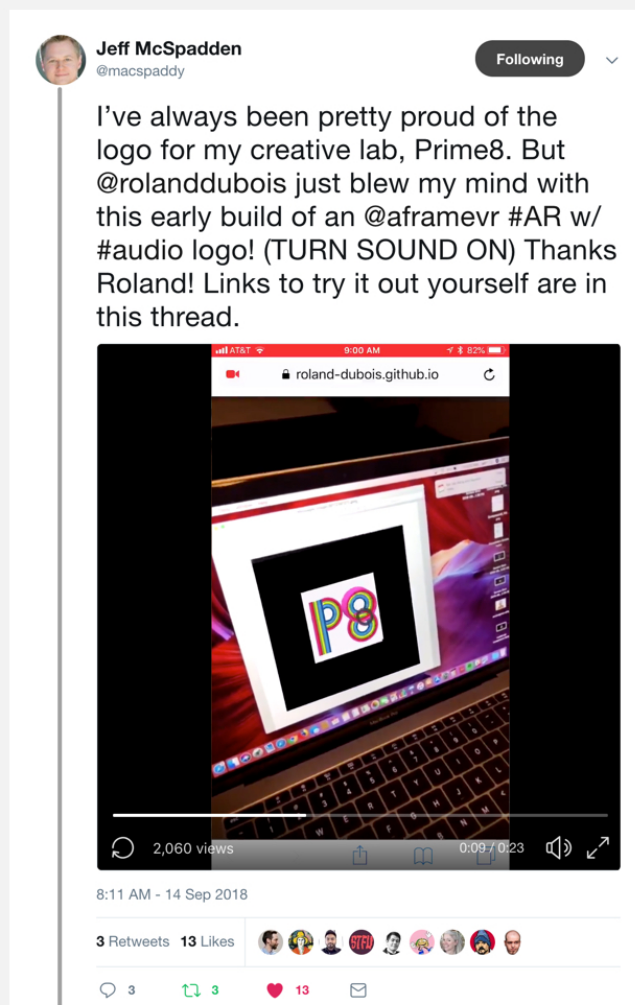 Jeff McSpadden
@macspaddy
Following
I’ve always been pretty proud of the
logo for my creative lab, Prime8. But
@rolanddubois just blew my mind with
this early build of an @aframevr #AR w/
#audio logo! (TURN SOUND ON) Thanks
Roland! Links to try it out yourself are in
this thread.
AT&T 9:00 AM 82%
roland-dubois.github.io
P8
2,060 views 0:09 / 0:23
8:11 AM - 14 Sep 2018
3 Retweets 13 Likes
STFU
3 3 13